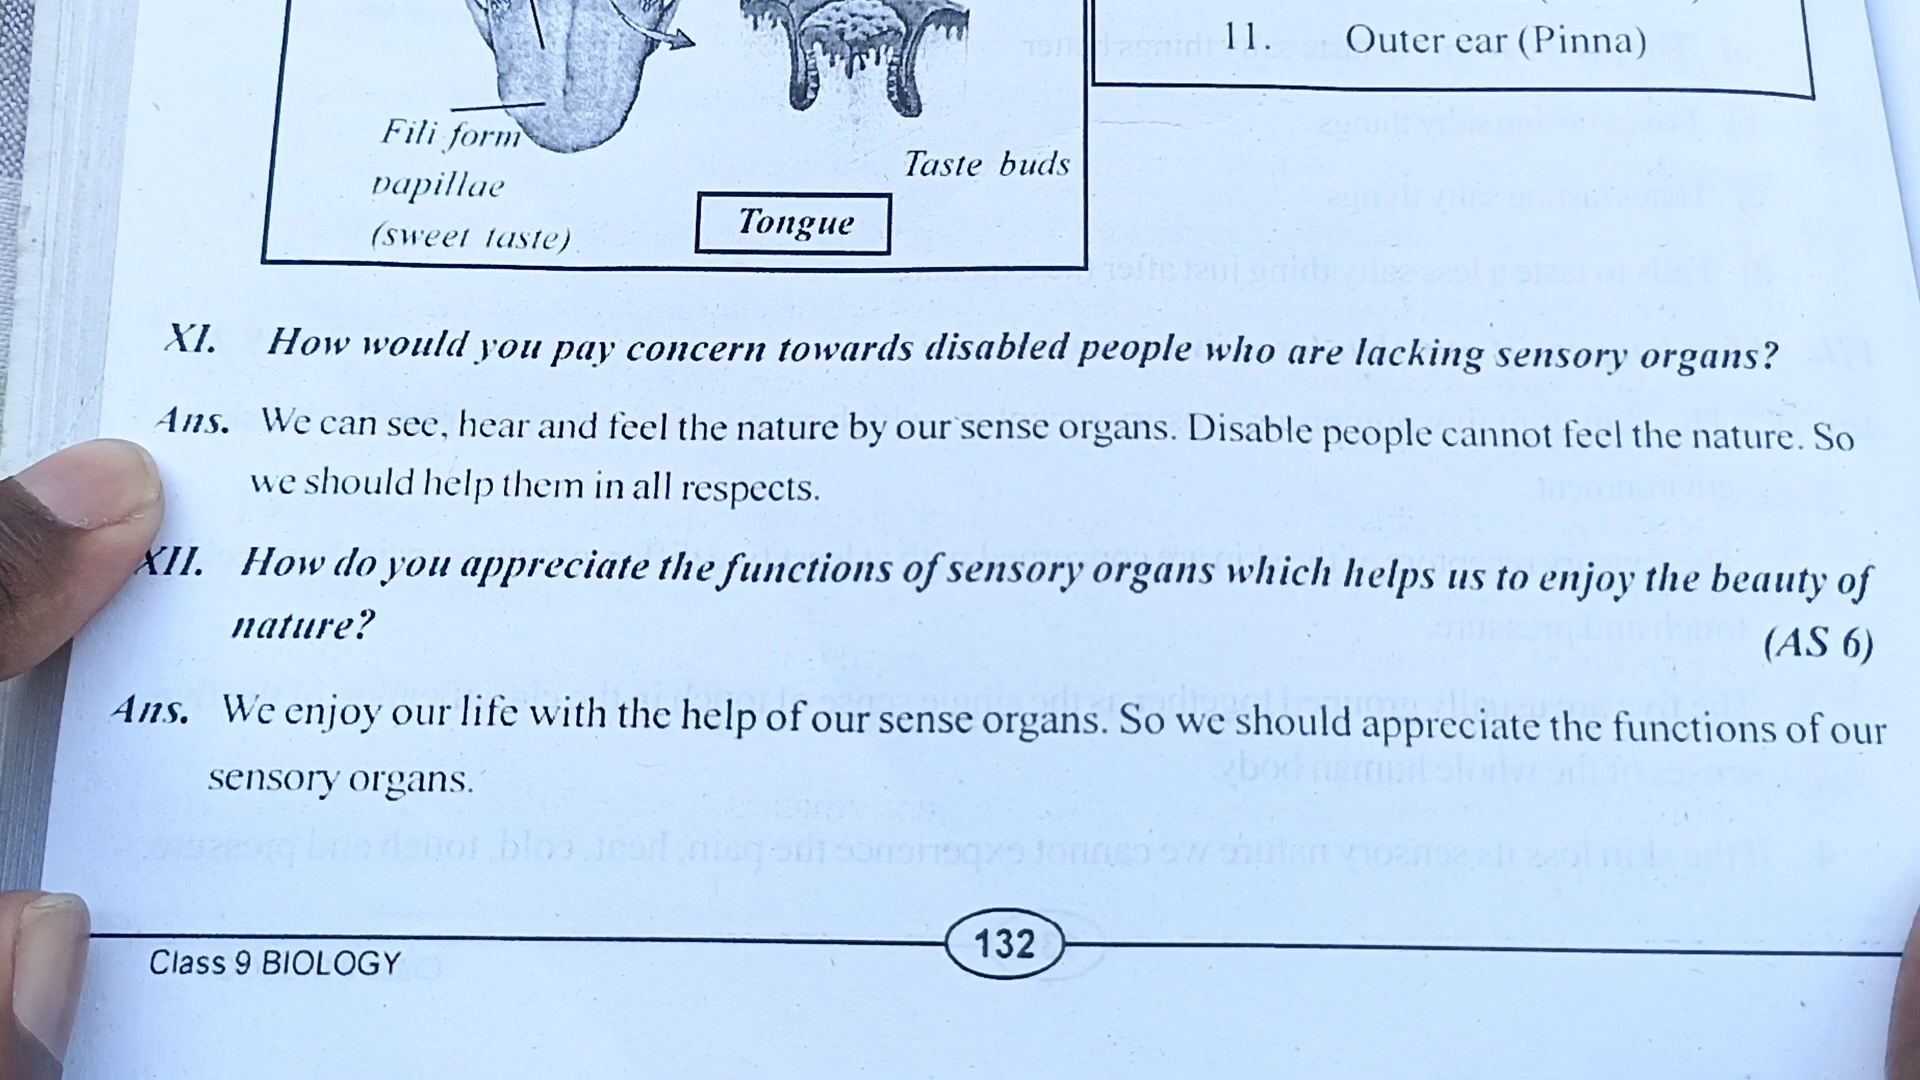 11. Outer ear (Pinna)
Fili form
papillae
(sweet taste)
Taste buds
Tongue
XI. How would you pay concern towards disabled people who are lacking sensory organs?
Ans. We can see, hear and feel the nature by our sense organs. Disable people cannot feel the nature. So
we should help them in all respects.
XII. How do you appreciate the functions of sensory organs which helps us to enjoy the beauty of
nature? (AS 6)
Ans. We enjoy our life with the help of our sense organs. So we should appreciate the functions of our
sensory organs.
Class 9 BIOLOGY
132